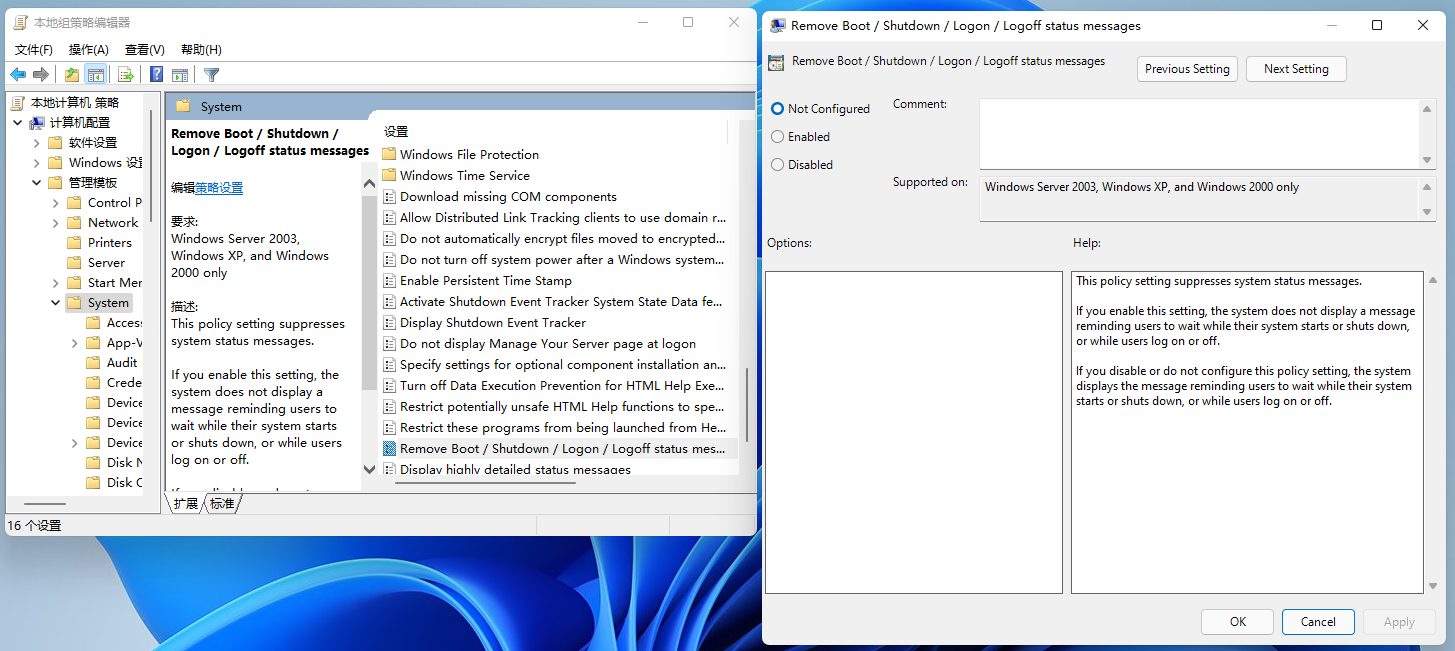 本地组策略编辑器
文件(F) 操作(A) 查看(V) 帮助(H)
本地计算机 策略
计算机配置
软件设置
Windows 设
管理模板
Control P
Network
Printers
Server
Start Mer
System
Acces
App-V
Audit
Crede
Device
Device
Device
Disk N
Disk C
System
Remove Boot / Shutdown /
Logon / Logoff status messages
编辑策略设置
要求:
Windows Server 2003,
Windows XP, and Windows
2000 only
描述:
This policy setting suppresses
system status messages.
If you enable this setting, the
system does not display a
message reminding users to
wait while their system starts
or shuts down, or while users
log on or off.
设置
Windows File Protection
Windows Time Service
Download missing COM components
Allow Distributed Link Tracking clients to use domain r...
Do not automatically encrypt files moved to encrypted...
Do not turn off system power after a Windows system...
Enable Persistent Time Stamp
Activate Shutdown Event Tracker System State Data fe...
Display Shutdown Event Tracker
Do not display Manage Your Server page at logon
Specify settings for optional component installation an...
Turn off Data Execution Prevention for HTML Help Exe...
Restrict potentially unsafe HTML Help functions to spe...
Restrict these programs from being launched from He...
Remove Boot / Shutdown / Logon / Logoff status mes...
Display highly detailed status messages
扩展 标准
16 个设置
Remove Boot / Shutdown / Logon / Logoff status messages
Remove Boot / Shutdown / Logon / Logoff status messages
Previous Setting
Next Setting
Not Configured
Enabled
Disabled
Comment:
Supported on:
Windows Server 2003, Windows XP, and Windows 2000 only
Options:
Help:
This policy setting suppresses system status messages.
If you enable this setting, the system does not display a message
reminding users to wait while their system starts or shuts down,
or while users log on or off.
If you disable or do not configure this policy setting, the system
displays the message reminding users to wait while their system
starts or shuts down, or while users log on or off.
OK
Cancel
Apply